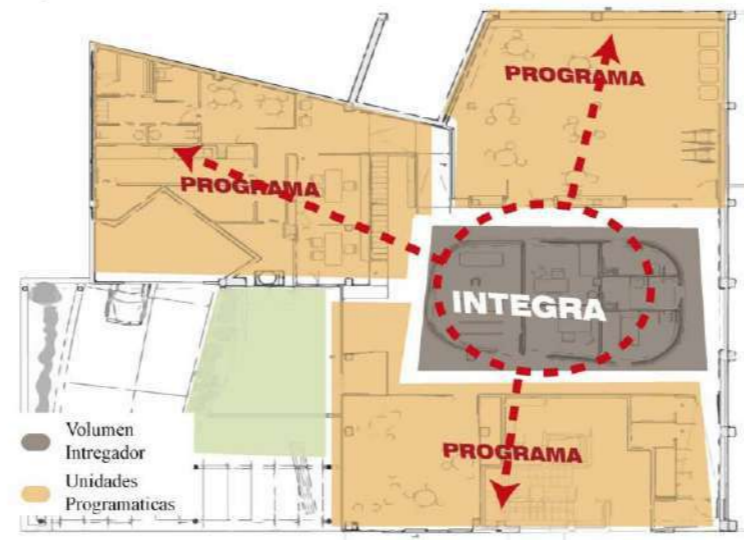 PROGRAMA
PROGRAMA
INTEGRA
PROGRAMA
Volumen
Intregador
Unidades
Programaticas